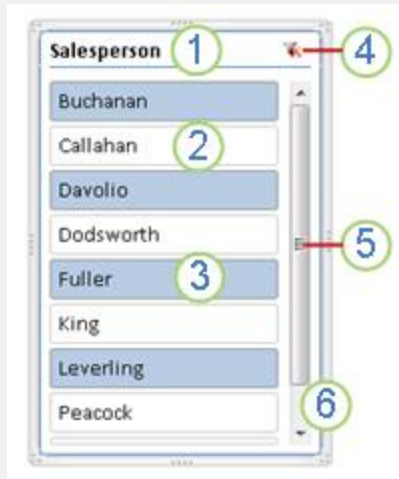 Salesperson 1 4
Buchanan
Callahan 2
Davolio
Dodsworth 5
Fuller 3
King
Leverling
Peacock 6